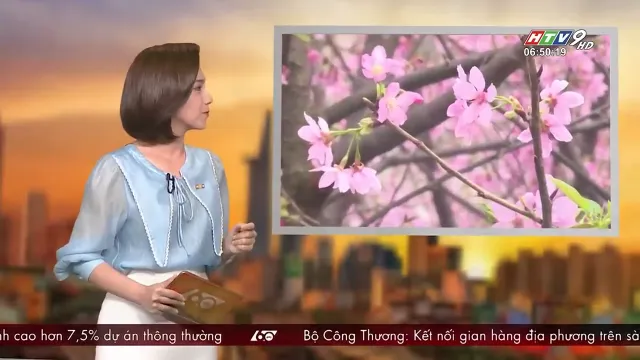 HTV9 HD
06:50:19
nh cao hơn 7,5% dự án thông thường
Bộ Công Thương: Kết nối gian hàng địa phương trên sà